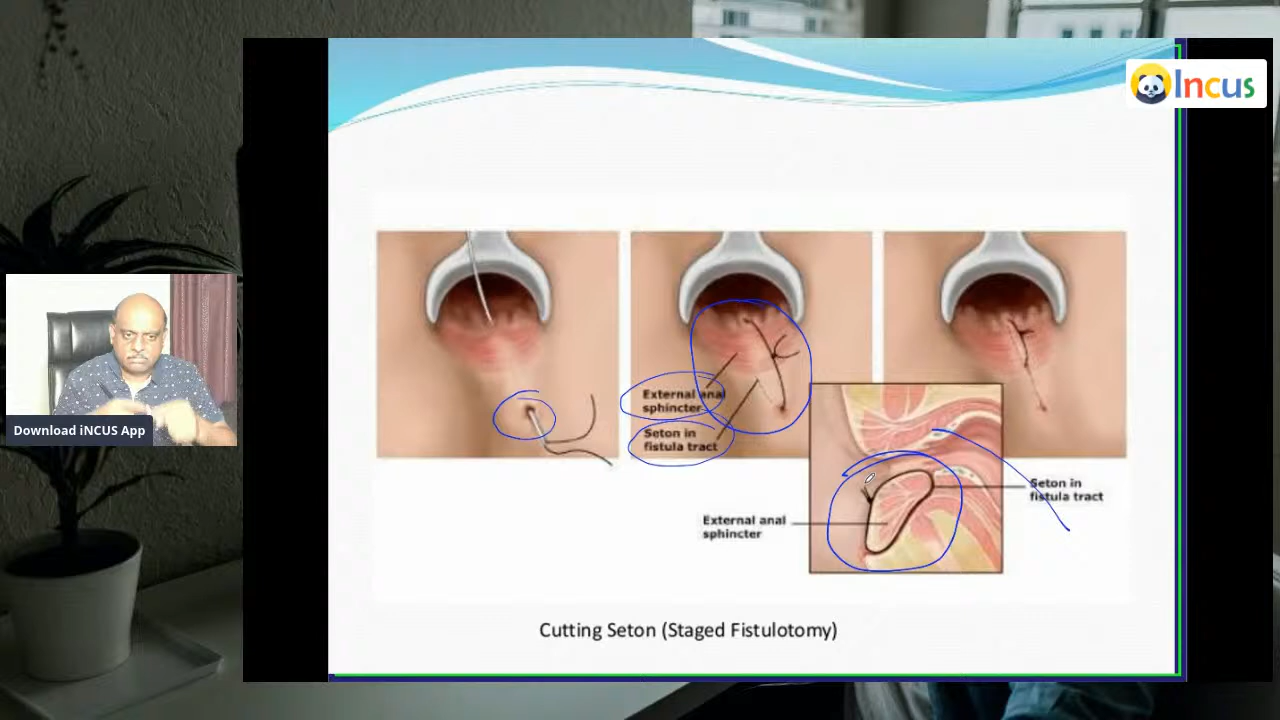 Incus
External anal
sphincter
Seton in
fistula tract
Download iNCUS App
Seton in
fistula tract
External anal
sphincter
Cutting Seton (Staged Fistulotomy)